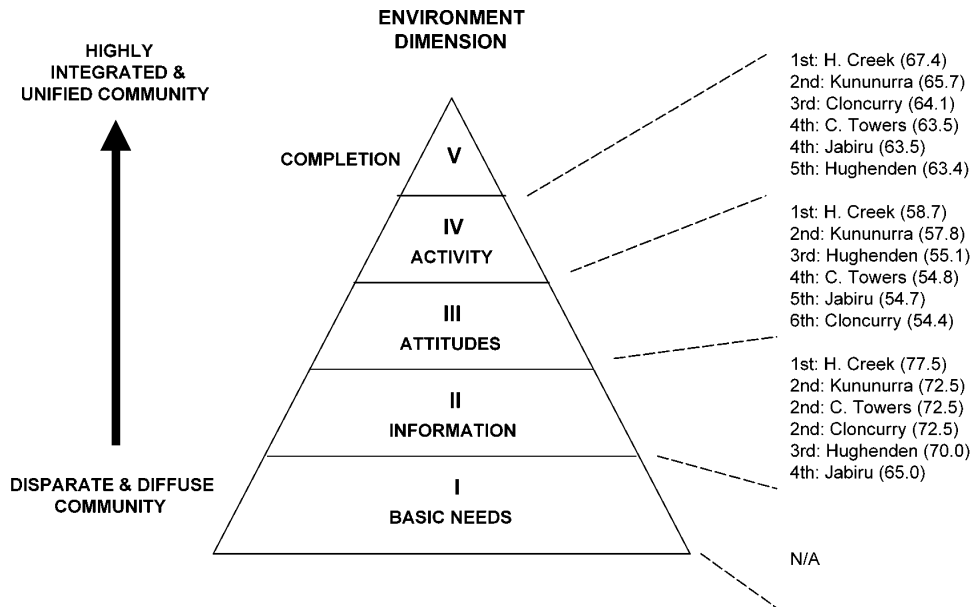 ENVIRONMENT
DIMENSION
HIGHLY
INTEGRATED &
UNIFIED COMMUNITY
DISPARATE & DIFFUSE
COMMUNITY
COMPLETION
V
IV
ACTIVITY
III
ATTITUDES
II
INFORMATION
I
BASIC NEEDS
1st: H. Creek (67.4)
2nd: Kununurra (65.7)
3rd: Cloncurry (64.1)
4th: C. Towers (63.5)
4th: Jabiru (63.5)
5th: Hughenden (63.4)
1st: H. Creek (58.7)
2nd: Kununurra (57.8)
3rd: Hughenden (55.1)
4th: C. Towers (54.8)
5th: Jabiru (54.7)
6th: Cloncurry (54.4)
1st: H. Creek (77.5)
2nd: Kununurra (72.5)
2nd: C. Towers (72.5)
2nd: Cloncurry (72.5)
3rd: Hughenden (70.0)
4th: Jabiru (65.0)
N/A